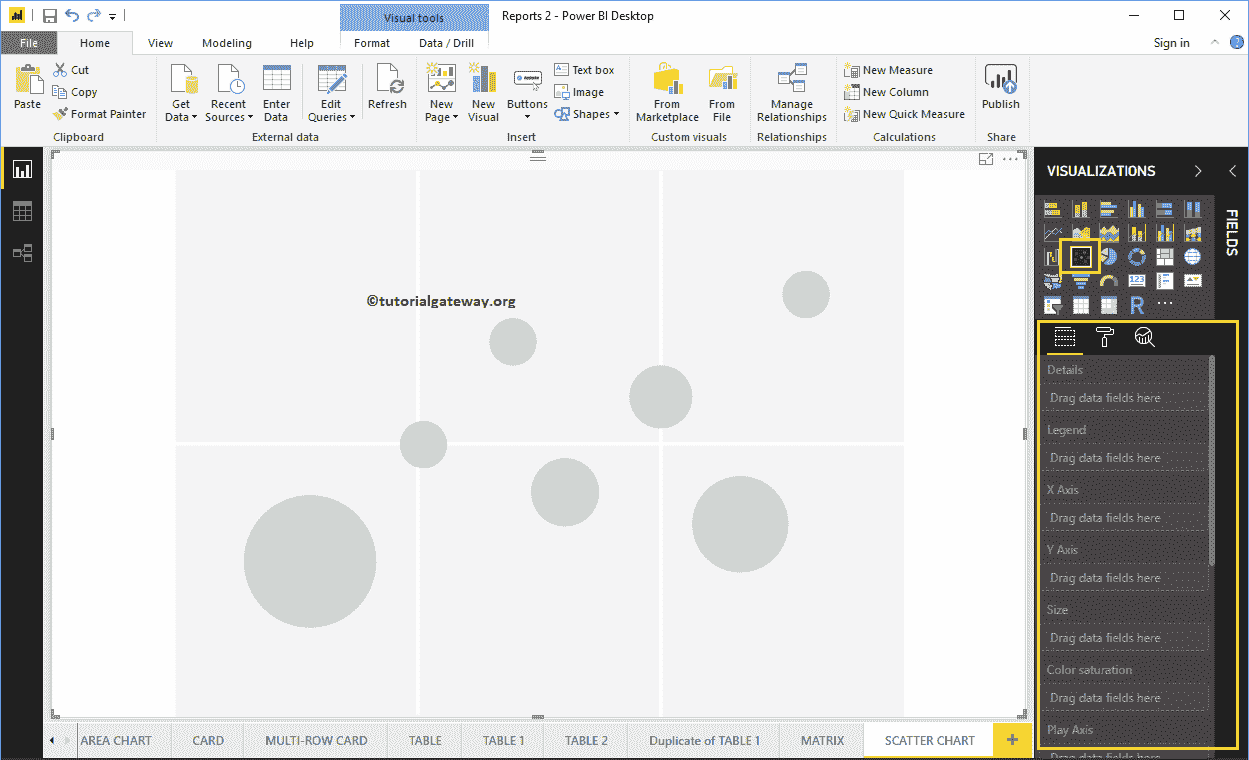 Visual tools
Reports 2 - Power BI Desktop
File Home View Modeling Help Format Data / Drill Sign in
Cut
Copy
Format Painter
Paste
Clipboard
Get Data
Recent Sources
Enter Data
Edit Queries
Refresh
External data
New Page
New Visual
Buttons
Text box
Image
Shapes
Insert
From Marketplace
From File
Custom visuals
Manage Relationships
Relationships
New Measure
New Column
New Quick Measure
Calculations
Publish
Share
VISUALIZATIONS
FIELDS
123
R
©tutorialgateway.org
Details
Drag data fields here
Legend
Drag data fields here
X Axis
Drag data fields here
Y Axis
Drag data fields here
Size
Drag data fields here
Color saturation
Drag data fields here
Play Axis
Drag data fields here
AREA CHART CARD MULTI-ROW CARD TABLE TABLE 1 TABLE 2 Duplicate of TABLE 1 MATRIX SCATTER CHART +